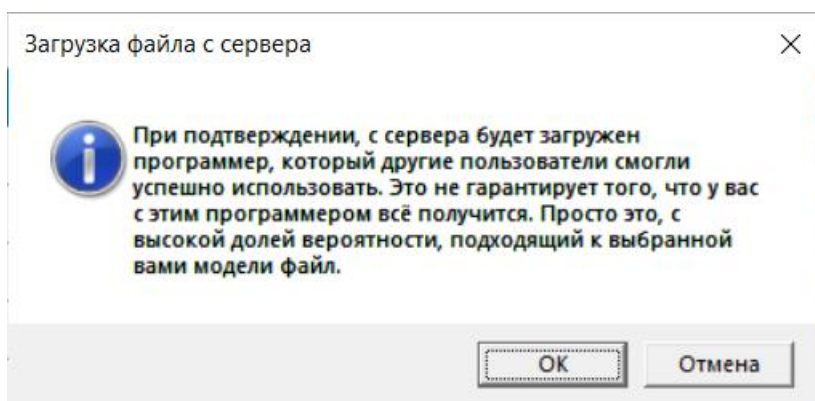 Загрузка файла с сервера
При подтверждении, с сервера будет загружен
программер, который другие пользователи смогли
успешно использовать. Это не гарантирует того, что у вас
с этим программером всё получится. Просто это, с
высокой долей вероятности, подходящий к выбранной
вами модели файл.
ОК
Отмена